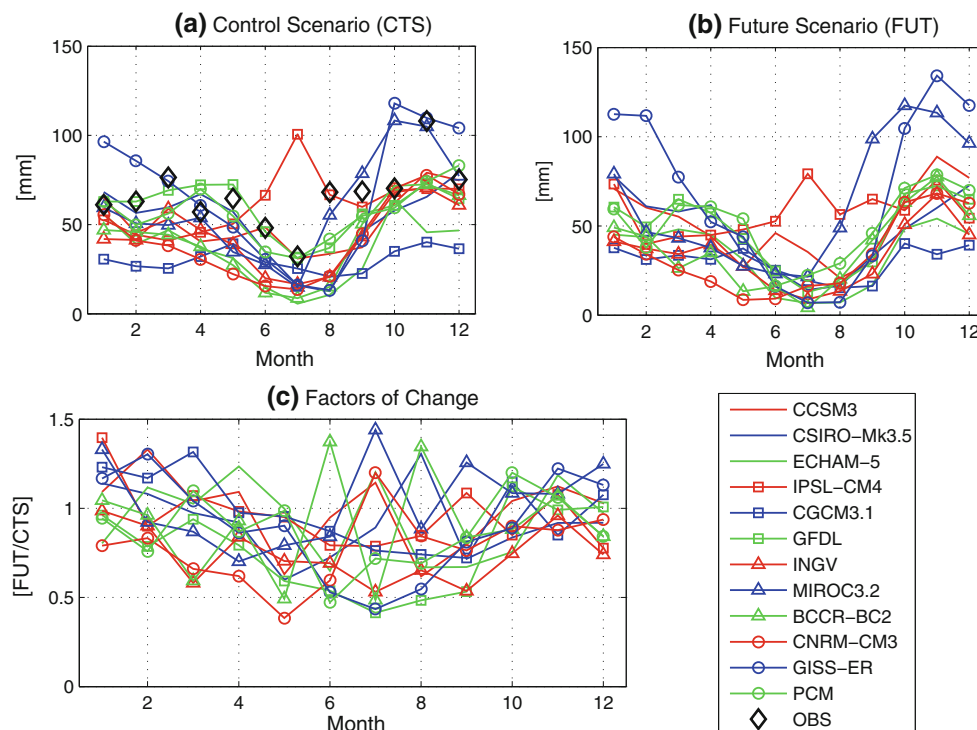 (a) Control Scenario (CTS)
150
100
50
0
[mm]
2 4 6 8 10 12
Month
(b) Future Scenario (FUT)
150
100
50
0
[mm]
2 4 6 8 10 12
Month
(c) Factors of Change
1.5
1
0.5
0
[FUT/CTS]
2 4 6 8 10 12
Month
CCSM3
CSIRO-Mk3.5
ECHAM-5
IPSL-CM4
CGCM3.1
GFDL
INGV
MIROC3.2
BCCR-BC2
CNRM-CM3
GISS-ER
PCM
OBS